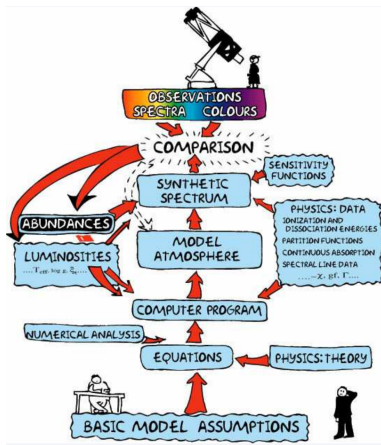 OBSERVATIONS
SPECTRA COLOURS
COMPARISON
SENSITIVITY
FUNCTIONS
SYNTHETIC
SPECTRUM
PHYSICS: DATA
IONIZATION AND
DISSOCIATION ENERGIES
PARTITION FUNCTIONS
CONTINUOUS ABSORPTION
SPECTRAL LINE DATA
ABUNDANCES
LUMINOSITIES
MODEL
ATMOSPHERE
COMPUTER PROGRAM
NUMERICAL ANALYSIS
EQUATIONS
PHYSICS: THEORY
BASIC MODEL ASSUMPTIONS